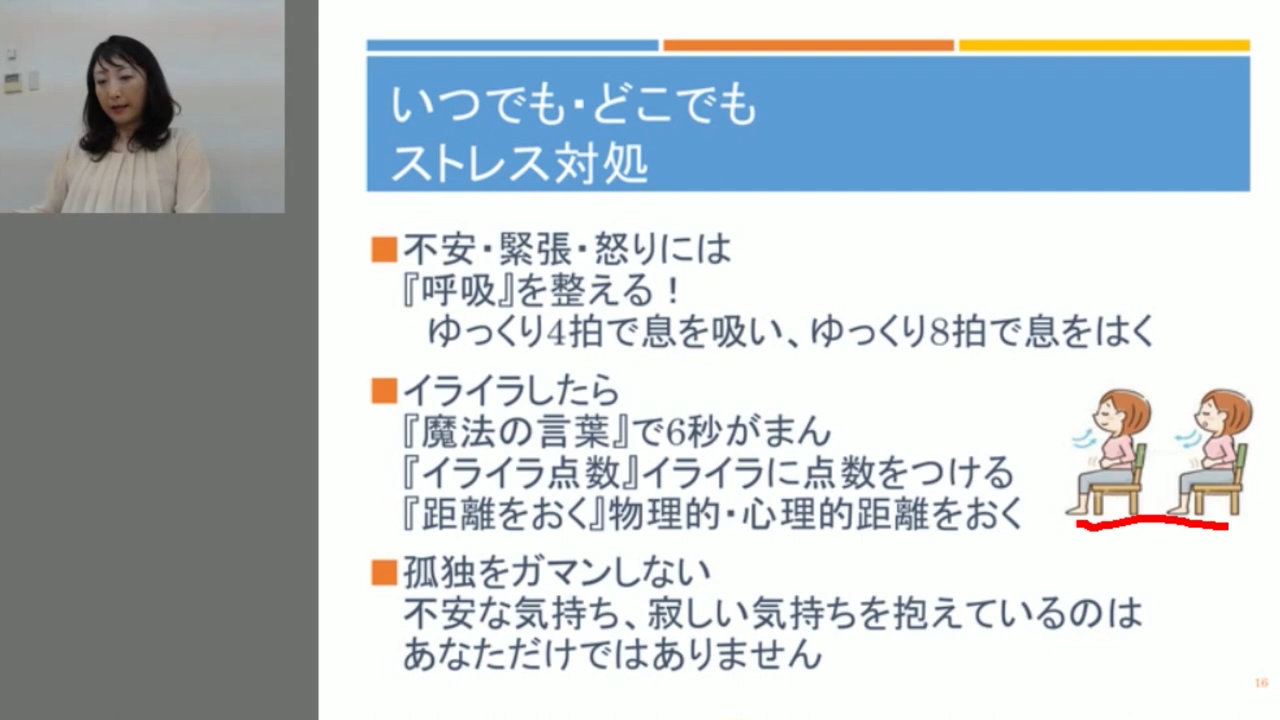 いつでも・どこでも
ストレス対処
■不安・緊張・怒りには
『呼吸』を整える！
ゆっくり4拍で息を吸い、ゆっくり8拍で息をはく
■イライラしたら
『魔法の言葉』で6秒がまん
『イライラ点数』イライラに点数をつける
『距離をおく』物理的・心理的距離をおく
■孤独をガマンしない
不安な気持ち、寂しい気持ちを抱えているのは
あなただけではありません
16